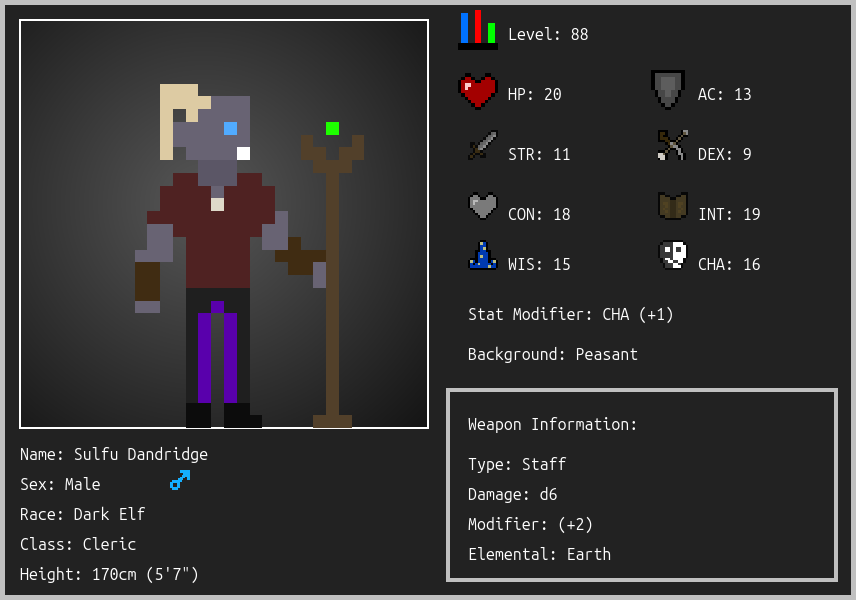 Level: 88
HP: 20
AC: 13
STR: 11
DEX: 9
CON: 18
INT: 19
WIS: 15
CHA: 16
Stat Modifier: CHA (+1)
Background: Peasant
Weapon Information:
Type: Staff
Damage: d6
Modifier: (+2)
Elemental: Earth
Name: Sulfu Dandridge
Sex: Male
Race: Dark Elf
Class: Cleric
Height: 170cm (5'7")